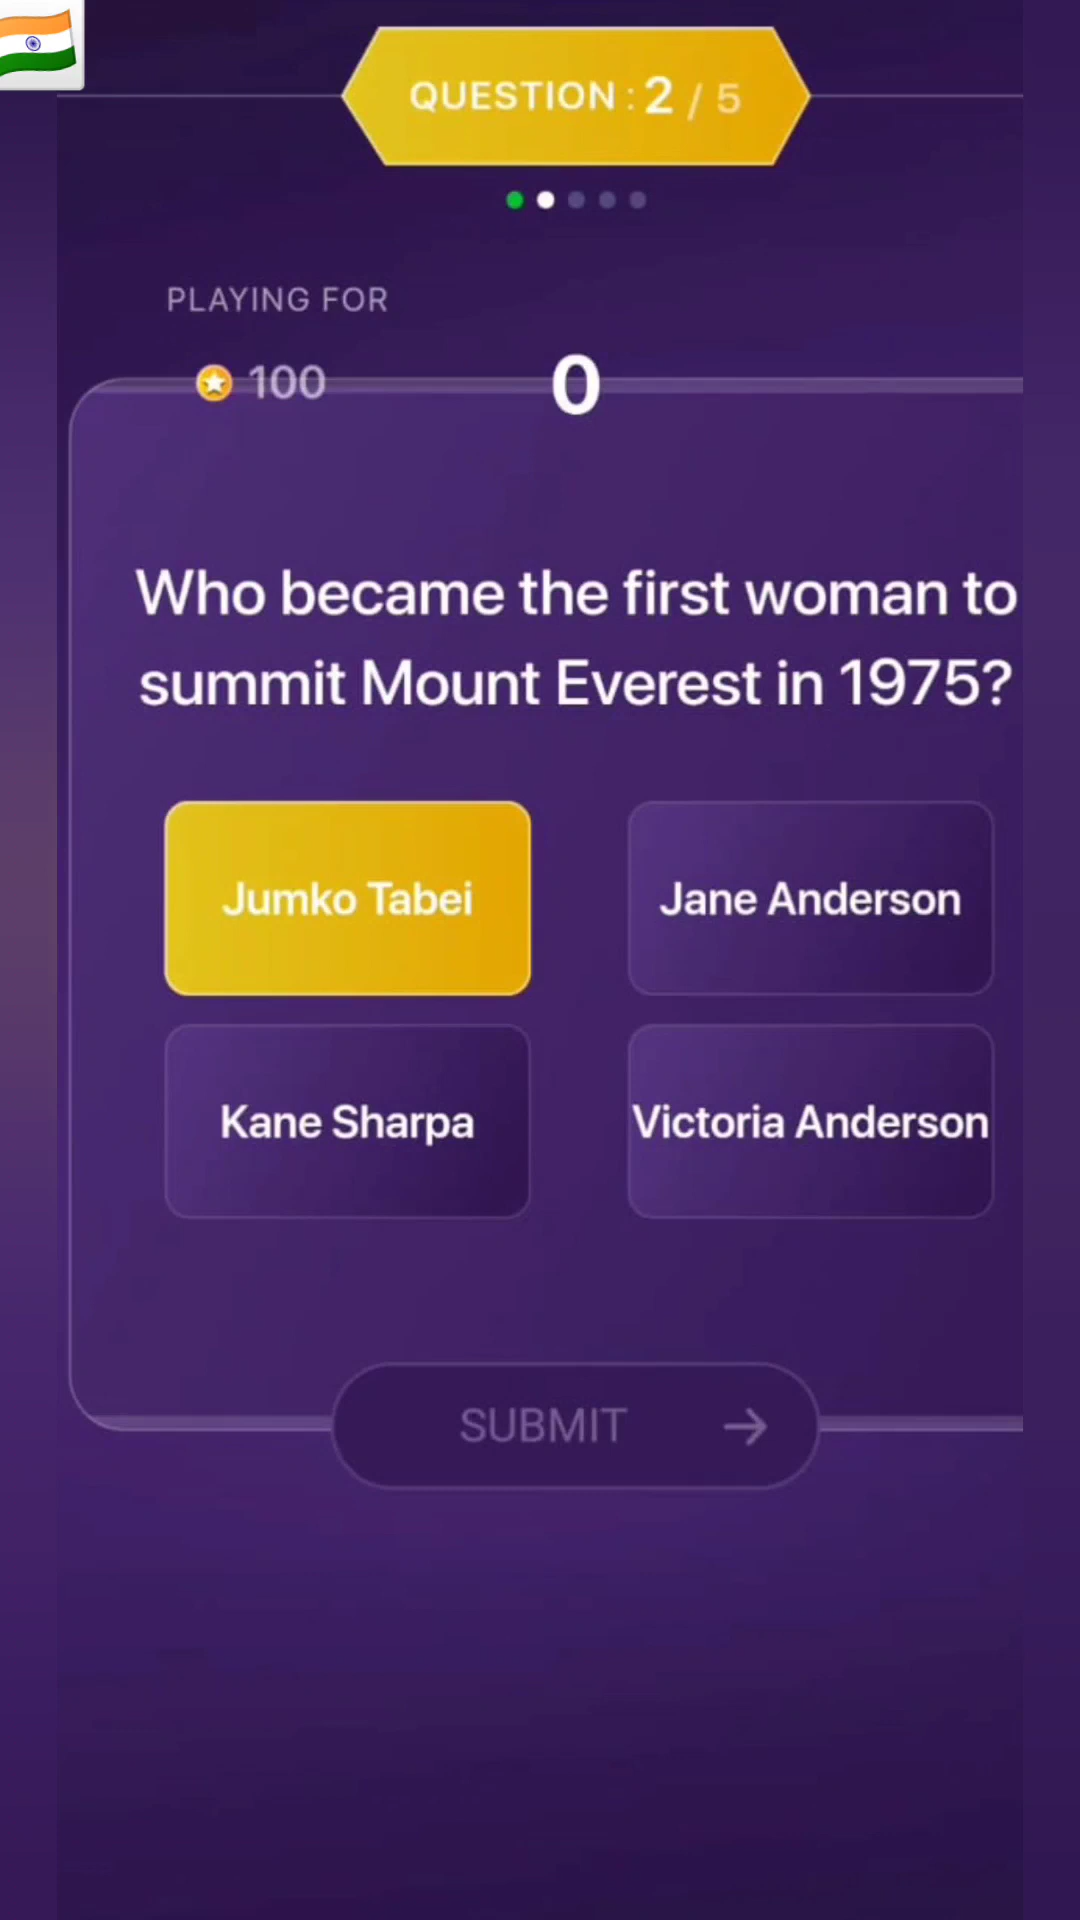 QUESTION : 2 / 5
PLAYING FOR
100
0
Who became the first woman to
summit Mount Everest in 1975?
Jumko Tabei
Jane Anderson
Kane Sharpa
Victoria Anderson
SUBMIT